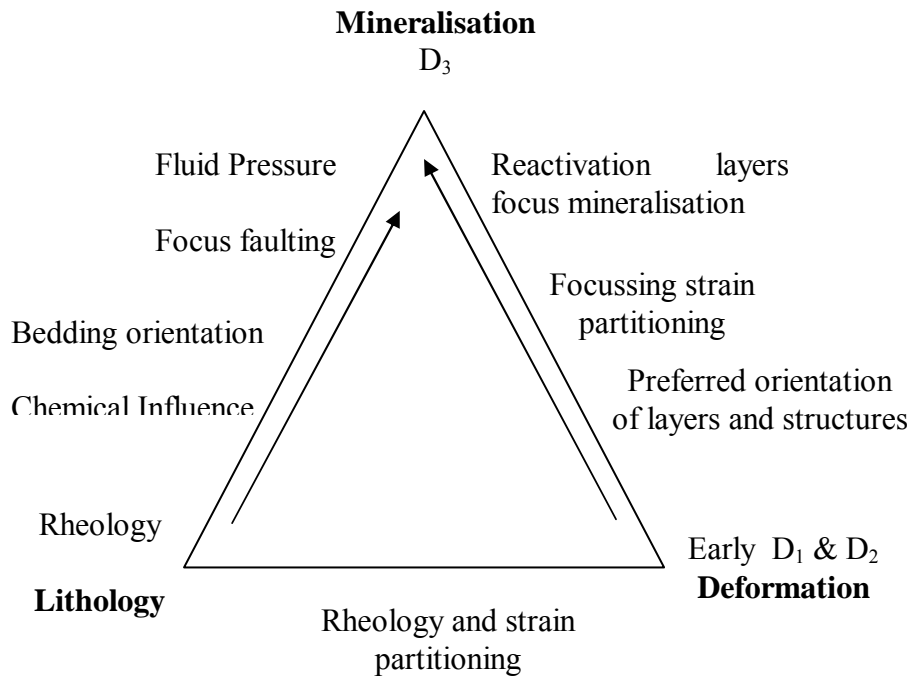 Mineralisation
D₃
Fluid Pressure
Reactivation layers
focus mineralisation
Focus faulting
Focussing strain
partitioning
Bedding orientation
Preferred orientation
of layers and structures
Chemical Influence
Rheology
Early D₁ & D₂
Deformation
Lithology
Rheology and strain
partitioning